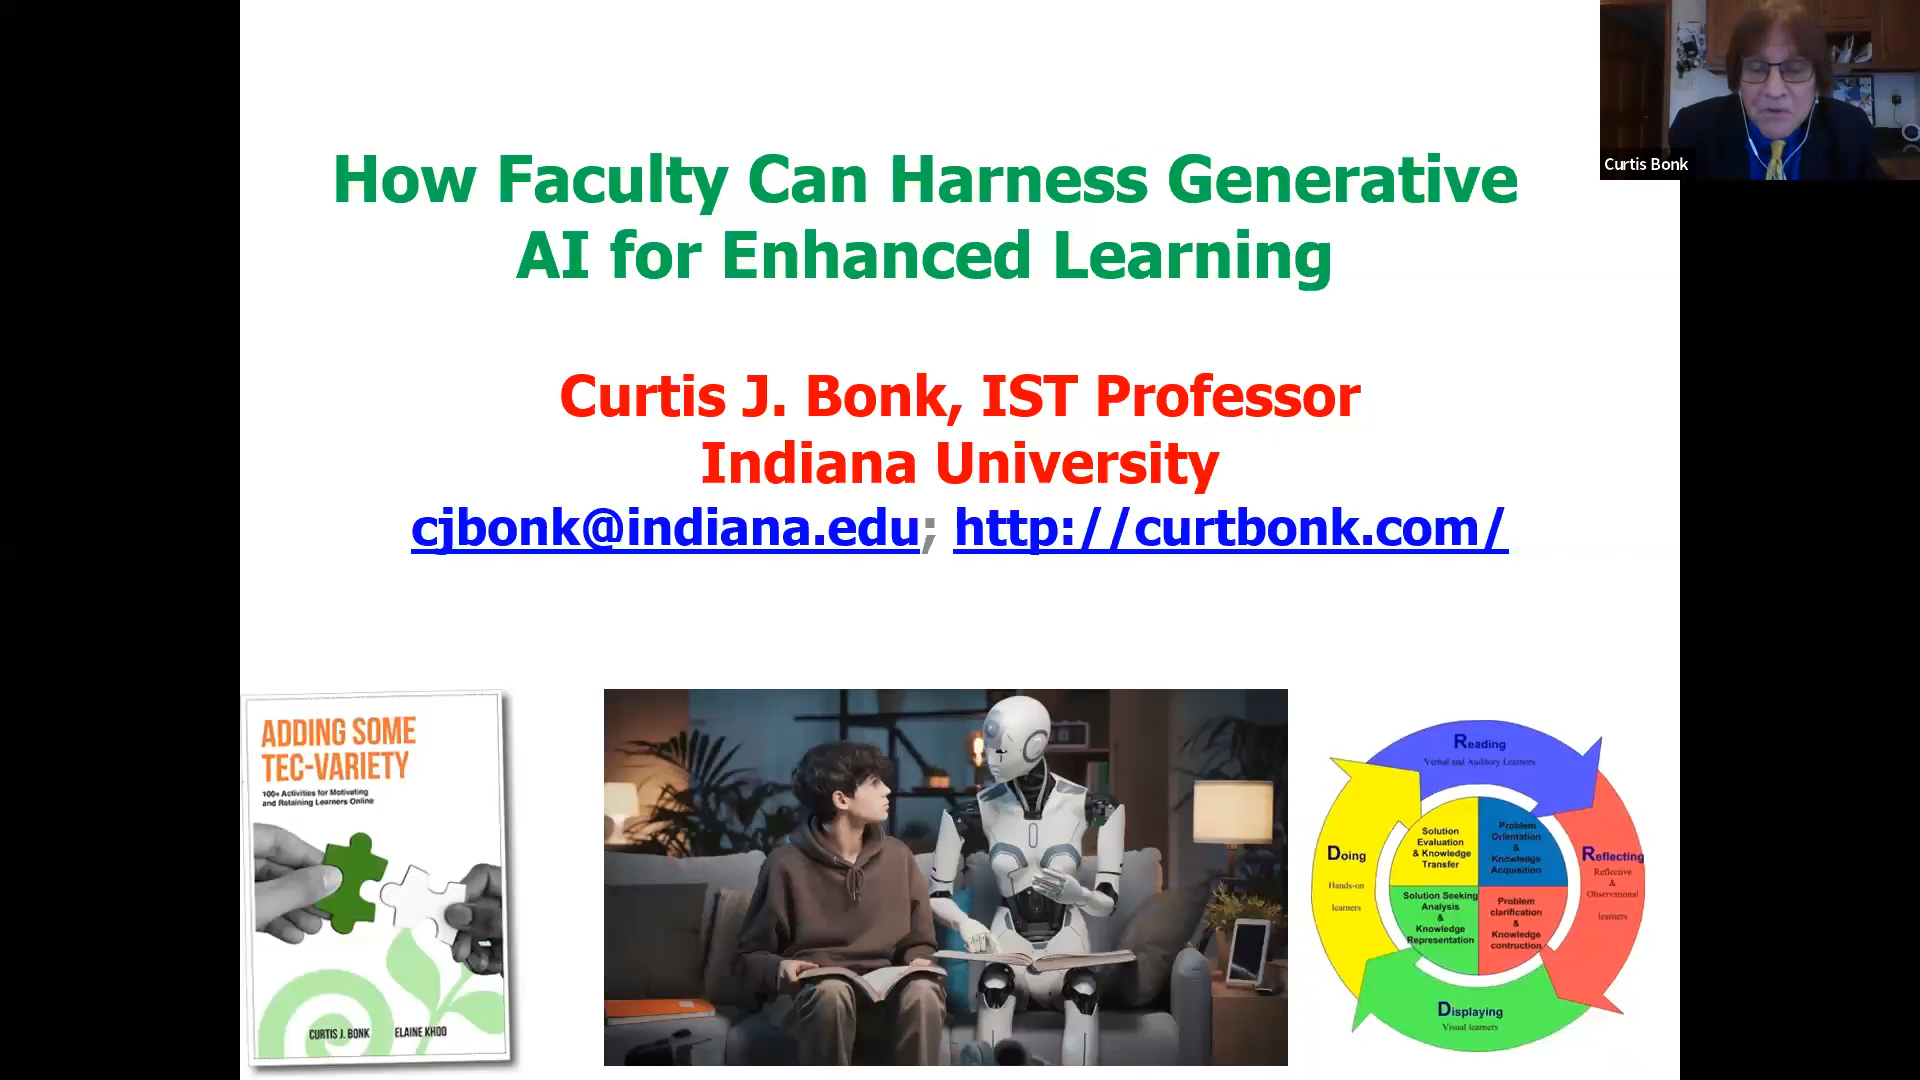 How Faculty Can Harness Generative
AI for Enhanced Learning
Curtis J. Bonk, IST Professor
Indiana University
cjbonk@indiana.edu; http://curtbonk.com/
Curtis Bonk
ADDING SOME
TEC-VARIETY
100+ Activities for Motivating
and Retaining Learners Online
CURTIS J. BONK ELAINE KHOO
Reading
Verbal and Auditory Learners
Reflecting
Reflective
&
Observational
learners
Displaying
Visual learners
Doing
Hands-on
learners
Solution
Evaluation
& Knowledge
Transfer
Problem
Orientation
&
Knowledge
Acquisition
Solution Seeking
Analysis
&
Knowledge
Representation
Problem
clarification
&
Knowledge
contruction